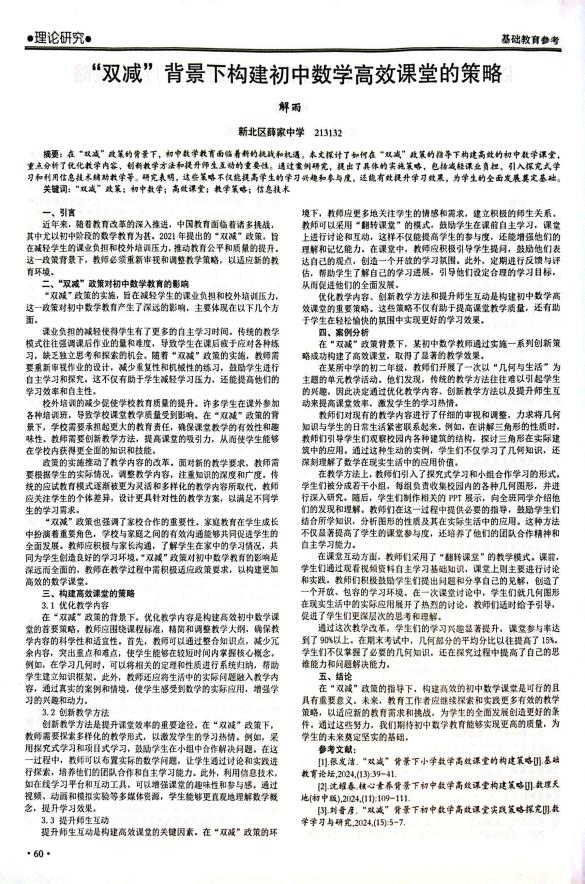 ●理论研究●
基础教育参考
“双减”背景下构建初中数学高效课堂的策略
解雨
新北区薛家中学 213132
摘要：在“双减”政策的背景下，初中数学教育面临着新的挑战和机遇。本文探讨了如何在“双减”政策的指导下构建高效的初中数学课堂，
重点分析了优化教学内容、创新教学方法和提升师生互动的重要性。通过案例研究，提出了具体的实施策略，包括减轻课业负担、引入探究式学
习和利用信息技术辅助教学等。研究表明，这些策略不仅能提高学生的学习兴趣和参与度，还能有效提升学习效果，为学生的全面发展奠定基础。
关键词：“双减”政策；初中数学；高效课堂；教学策略；信息技术
一、引言
近年来，随着教育改革的深入推进，中国教育面临着诸多挑战，
其中尤以初中阶段的数学教育为甚。2021年提出的“双减”政策，旨
在减轻学生的课业负担和校外培训压力，推动教育公平和质量的提升。
这一政策背景下，教师必须重新审视和调整教学策略，以适应新的教
育环境。
二、“双减”政策对初中数学教育的影响
“双减”政策的实施，旨在减轻学生的课业负担和校外培训压力，
这一政策对初中数学教育产生了深远的影响，主要体现在以下几个方
面。
课业负担的减轻使得学生有了更多的自主学习时间。传统的教学
模式往往强调课后作业的量和难度，导致学生在课后疲于应对各种练
习，缺乏独立思考和探索的机会。随着“双减”政策的实施，教师需
要重新审视作业的设计，减少重复性和机械性的练习，鼓励学生进行
自主学习和探究，这不仅有助于学生减轻学习压力，还能提高他们的
学习效率和自主性。
校外培训的减少促使学校教育质量的提升。许多学生在课外参加
各种培训班，导致学校课堂教学质量受到影响。在“双减”政策的背
景下，学校需要承担起更大的教育责任，确保课堂教学的有效性和趣
味性。教师需要创新教学方法，提高课堂的吸引力，从而使学生能够
在学校内获得更全面的知识和技能。
政策的实施推动了教学内容的改革。面对新的教学要求，教师需
要根据学生的实际情况，调整教学内容，注重知识的深度和广度。传
统的应试教育模式逐渐被更为灵活和多样化的教学内容所取代，教师
应关注学生的个体差异，设计更具针对性的教学方案，以满足不同学
生的学习需求。
“双减”政策也强调了家校合作的重要性。家庭教育在学生成长
中扮演着重要角色，学校与家庭之间的有效沟通能够共同促进学生的
全面发展。教师应积极与家长沟通，了解学生在家中的学习情况，共
同为学生创造良好的学习环境。“双减”政策对初中数学教育的影响是
深远而全面的，教师在教学过程中需积极适应政策要求，以构建更加
高效的数学课堂。
三、构建高效课堂的策略
3.1 优化教学内容
在“双减”政策的背景下，优化教学内容是构建高效初中数学课
堂的首要策略。教师应围绕课程标准，精简和调整教学大纲，确保教
学内容的科学性和适宜性。首先，教师可以通过整合知识点，减少冗
余内容，突出重点和难点，使学生能够在较短时间内掌握核心概念。
例如，在学习几何时，可以将相关的定理和性质进行系统归纳，帮助
学生建立知识框架。此外，教师还应将生活中的实际问题融入教学内
容，通过真实的案例和情境，使学生感受到数学的实际应用，增强学
习的兴趣和动力。
3.2 创新教学方法
创新教学方法是提升课堂效率的重要途径。在“双减”政策下，
教师需要探索多样化的教学形式，以激发学生的学习热情。例如，采
用探究式学习和项目式学习，鼓励学生在小组中合作解决问题，在这
一过程中，教师可以布置实际的数学问题，让学生通过讨论和实践进
行探索，培养他们的团队合作和自主学习能力。此外，利用信息技术，
如在线学习平台和互动工具，可以增强课堂的趣味性和参与感。通过
视频、动画和模拟实验等多媒体资源，学生能够更直观地理解数学概
念，提升学习效果。
3.3 提升师生互动
提升师生互动是构建高效课堂的关键因素。在“双减”政策的环
境下，教师应更多地关注学生的情感和需求，建立积极的师生关系。
教师可以采用“翻转课堂”的模式，鼓励学生在课前自主学习，课堂
上进行讨论和互动，这样不仅能提高学生的参与度，还能增强他们的
理解和记忆能力。在课堂中，教师应积极引导学生提问，鼓励他们表
达自己的观点，创造一个开放的学习氛围。此外，定期进行反馈与评
估，帮助学生了解自己的学习进展，引导他们设定合理的学习目标，
从而促进他们的全面发展。
优化教学内容、创新教学方法和提升师生互动是构建初中数学高
效课堂的重要策略。这些策略不仅有助于提高课堂教学质量，还有助
于学生在轻松愉快的氛围中实现更好的学习效果。
四、案例分析
在“双减”政策背景下，某初中数学教师通过实施一系列创新策
略成功构建了高效课堂，取得了显著的教学效果。
在某所中学的初二年级，教师们开展了一次以“几何与生活”为
主题的单元教学活动。他们发现，传统的教学方法往往难以引起学生
的兴趣，因此决定通过优化教学内容、创新教学方法以及提升师生互
动来提高课堂效率，激发学生的学习热情。
教师们对现有的教学内容进行了仔细的审视和调整，力求将几何
知识与学生的日常生活紧密联系起来。例如，在讲解三角形的性质时，
教师们引导学生们观察校园内各种建筑的结构，探讨三角形在实际建
筑中的应用。通过这种生动的实例，学生们不仅学习了几何知识，还
深刻理解了数学在现实生活中的应用价值。
在教学方法上，教师们引入了探究式学习和小组合作学习的形式。
学生们被分成若干小组，每组负责收集校园内的各种几何图形，并进
行深入研究。随后，学生们制作相关的 PPT 展示，向全班同学介绍他
们的发现和理解。教师们在这一过程中提供必要的指导，鼓励学生们
结合所学知识，分析图形的性质及其在实际生活中的应用。这种方法
不仅显著提高了学生的课堂参与度，还培养了他们的团队合作精神和
自主学习能力。
在课堂互动方面，教师们采用了“翻转课堂”的教学模式。课前，
学生们通过观看视频资料自主学习基础知识，课堂上则主要进行讨论
和实践。教师们积极鼓励学生们提出问题和分享自己的见解，创造了
一个开放、包容的学习环境。在一次课堂讨论中，学生们就几何图形
在现实生活中的实际应用展开了热烈的讨论，教师们适时给予引导，
促进了学生们更深层次的思考和理解。
通过这次教学改革，学生们的学习兴趣显著提升，课堂参与率达
到了 90%以上。在期末考试中，几何部分的平均分比以往提高了 15%。
学生们不仅掌握了必要的几何知识，还在探究过程中提高了自己的思
维能力和问题解决能力。
五、结论
在“双减”政策的指导下，构建高效的初中数学课堂是可行的且
具有重要意义。未来，教育工作者应继续探索和实践更多有效的教学
策略，以适应新的教育需求和挑战，为学生的全面发展创造更好的条
件，通过这些努力，我们期待初中数学教育能够实现更高的质量，为
学生的未来奠定坚实的基础。
参考文献：
[1].张发洁.“双减”背景下小学数学高效课堂的构建策略[J].基础
教育论坛,2024,(13):39-41.
[2].沈耀春.核心素养背景下初中数学高效课堂构建策略[J].数理天
地(初中版),2024,(11):109-111.
[3].刘晋彦.“双减”背景下初中数学高效课堂实践策略探究[J].数
学学习与研究,2024,(15):5-7.
·60·